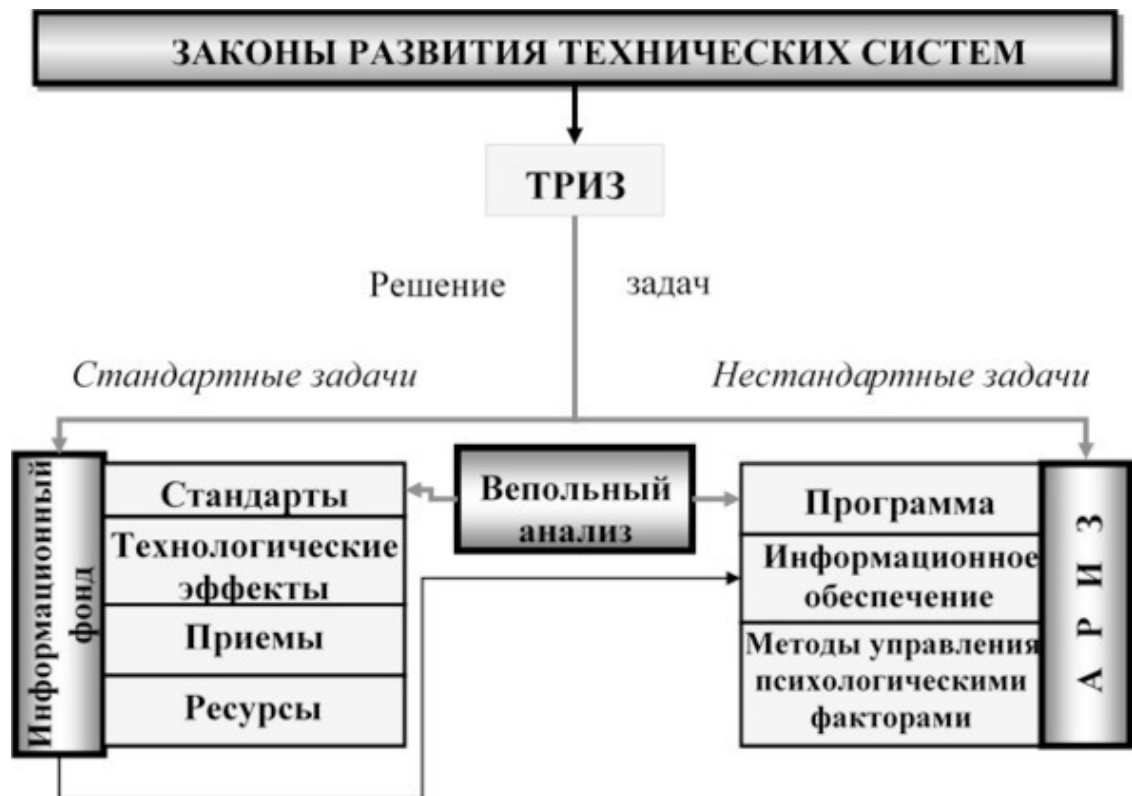 ЗАКОНЫ РАЗВИТИЯ ТЕХНИЧЕСКИХ СИСТЕМ
ТРИЗ
Решение задач
Стандартные задачи
Нестандартные задачи
Информационный
фонд
Стандарты
Технологические
эффекты
Приемы
Ресурсы
Вепольный
анализ
Программа
Информационное
обеспечение
Методы управления
психологическими
факторами
А Р И З